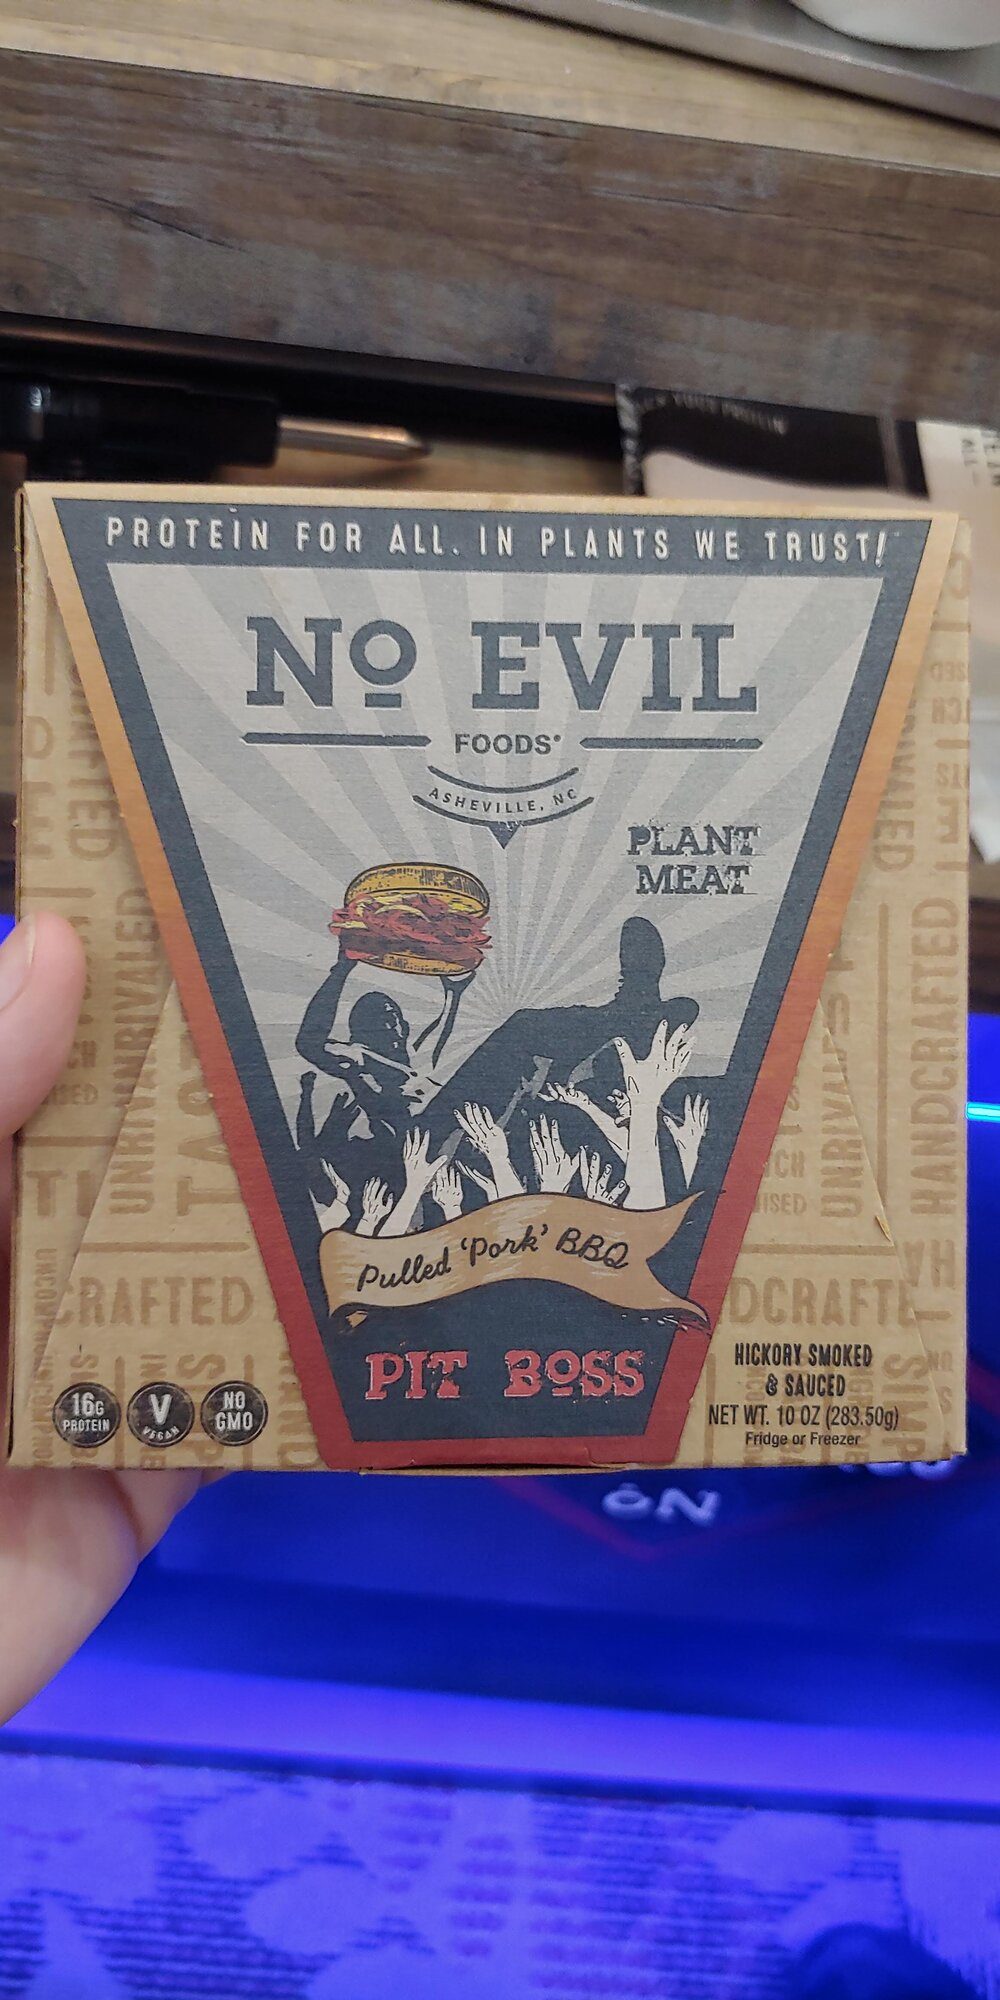 PROTEIN FOR ALL. IN PLANTS WE TRUST!
No EVIL
FOODS®
ASHEVILLE, NC
PLANT
MEAT
Pulled 'Pork' BBQ
PIT BOSS
16G
PROTEIN
V
VEGAN
NO
GMO
HICKORY SMOKED
& SAUCED
NET WT. 10 OZ (283.50g)
Fridge or Freezer
UNRIVALED
HANDCRAFTED
CRAFTED
ON